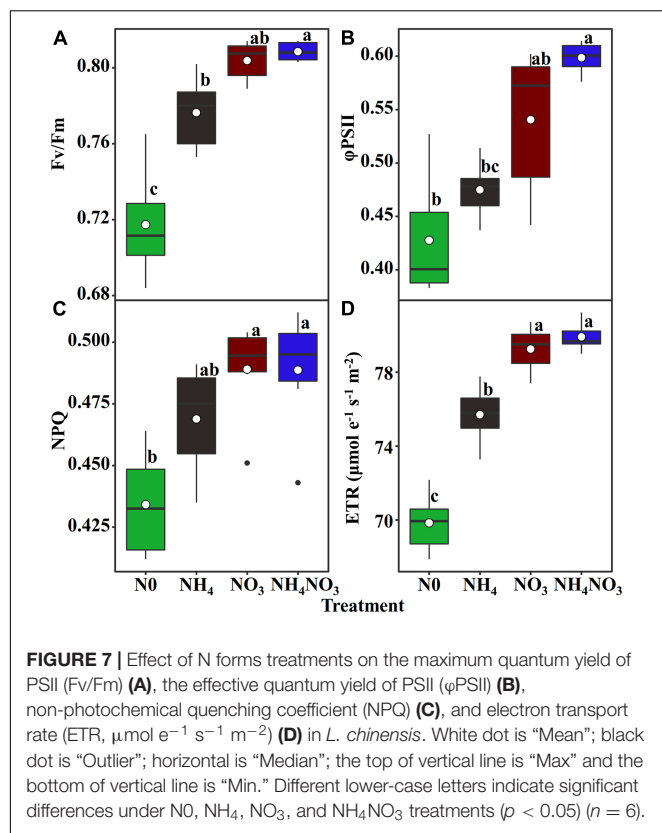 A
ab
a
b
c
Fv/Fm
0.80
0.76
0.72
0.68
B
a
ab
bc
b
φPSII
0.60
0.55
0.50
0.45
0.40
C
a
a
ab
b
NPQ
0.500
0.475
0.450
0.425
D
a
a
b
c
ETR (μmol e⁻¹ s⁻¹ m⁻²)
78
74
70
N0 NH₄ NO₃ NH₄NO₃
N0 NH₄ NO₃ NH₄NO₃
Treatment
FIGURE 7 | Effect of N forms treatments on the maximum quantum yield of
PSII (Fv/Fm) (A), the effective quantum yield of PSII (φPSII) (B),
non-photochemical quenching coefficient (NPQ) (C), and electron transport
rate (ETR, μmol e⁻¹ s⁻¹ m⁻²) (D) in L. chinensis. White dot is “Mean”; black
dot is “Outlier”; horizontal is “Median”; the top of vertical line is “Max” and the
bottom of vertical line is “Min.” Different lower-case letters indicate significant
differences under N0, NH₄, NO₃, and NH4NO₃ treatments (p < 0.05) (n = 6).